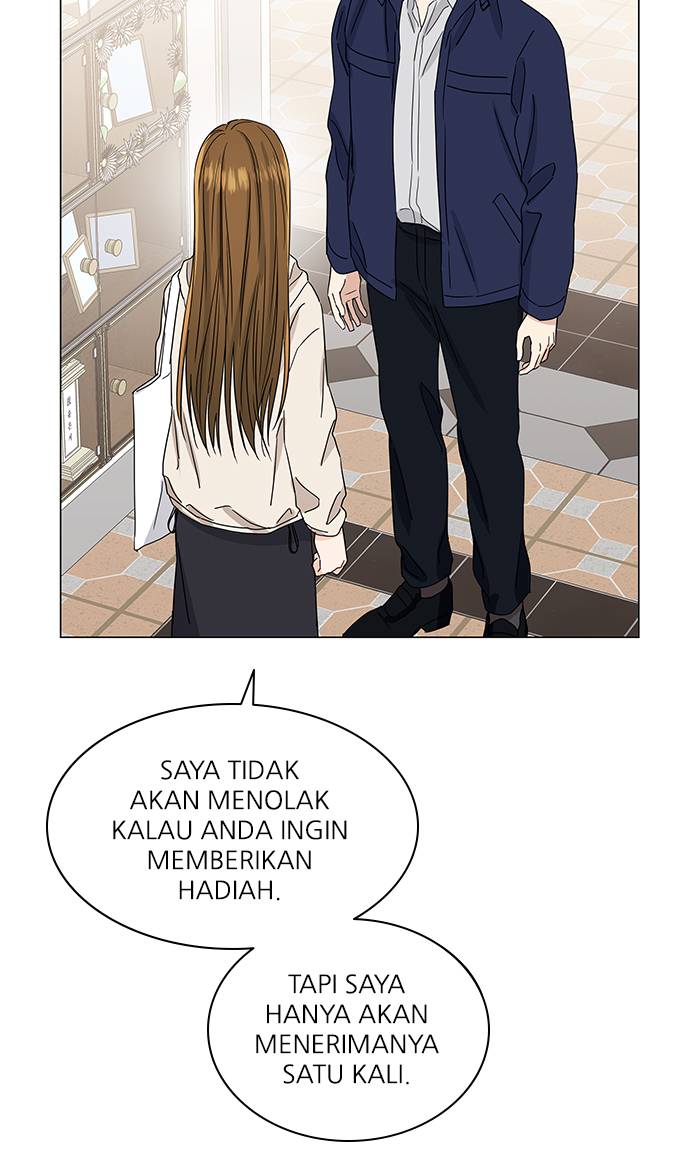 SAYA TIDAK
AKAN MENOLAK
KALAU ANDA INGIN
MEMBERIKAN
HADIAH.
TAPI SAYA
HANYA AKAN
MENERIMANYA
SATU KALI.